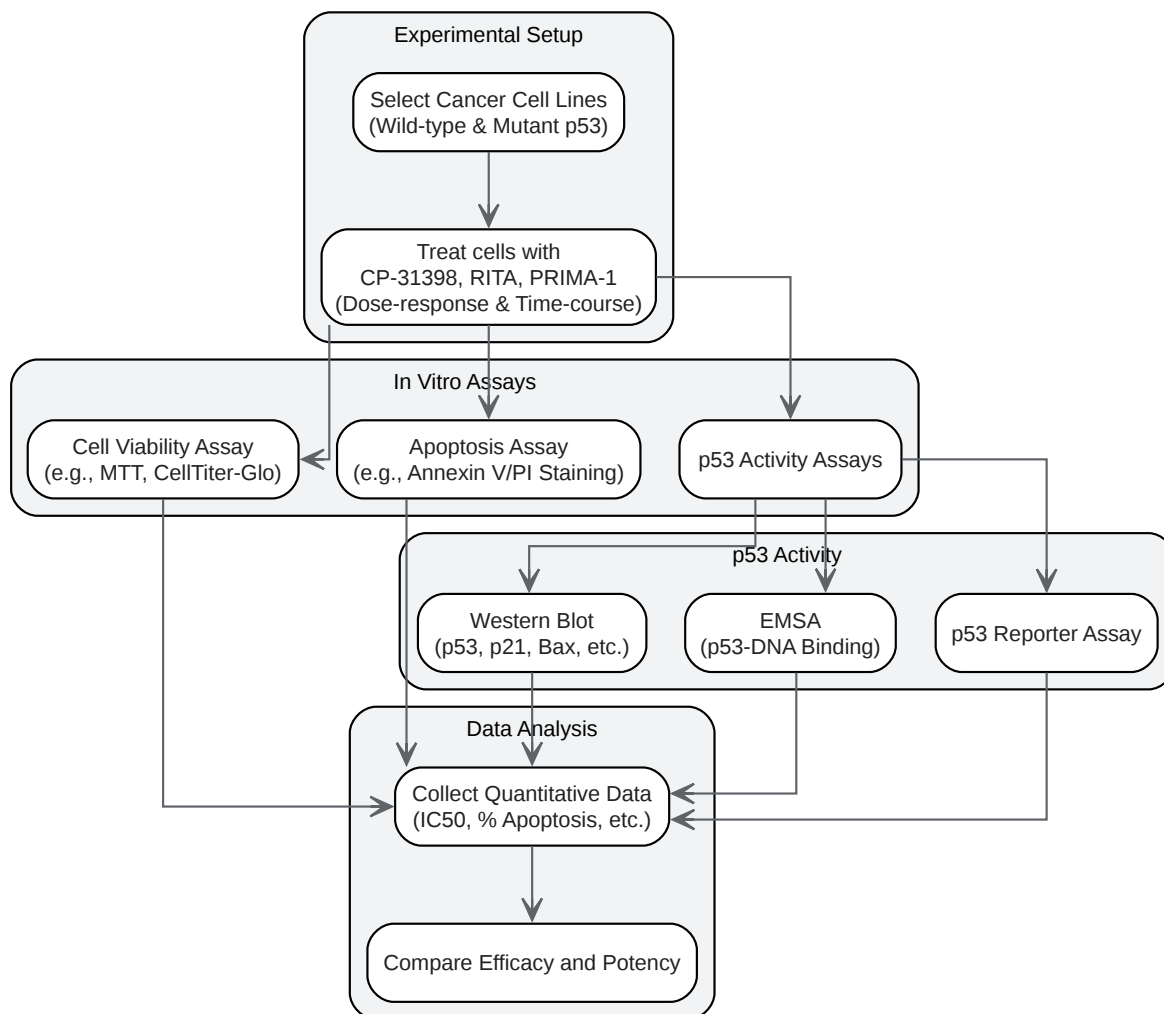 Experimental Setup
Select Cancer Cell Lines
(Wild-type & Mutant p53)
Treat cells with
CP-31398, RITA, PRIMA-1
(Dose-response & Time-course)
In Vitro Assays
Cell Viability Assay
(e.g., MTT, CellTiter-Glo)
Apoptosis Assay
(e.g., Annexin V/PI Staining)
p53 Activity Assays
p53 Activity
Western Blot
(p53, p21, Bax, etc.)
EMSA
(p53-DNA Binding)
p53 Reporter Assay
Data Analysis
Collect Quantitative Data
(IC50, % Apoptosis, etc.)
Compare Efficacy and Potency